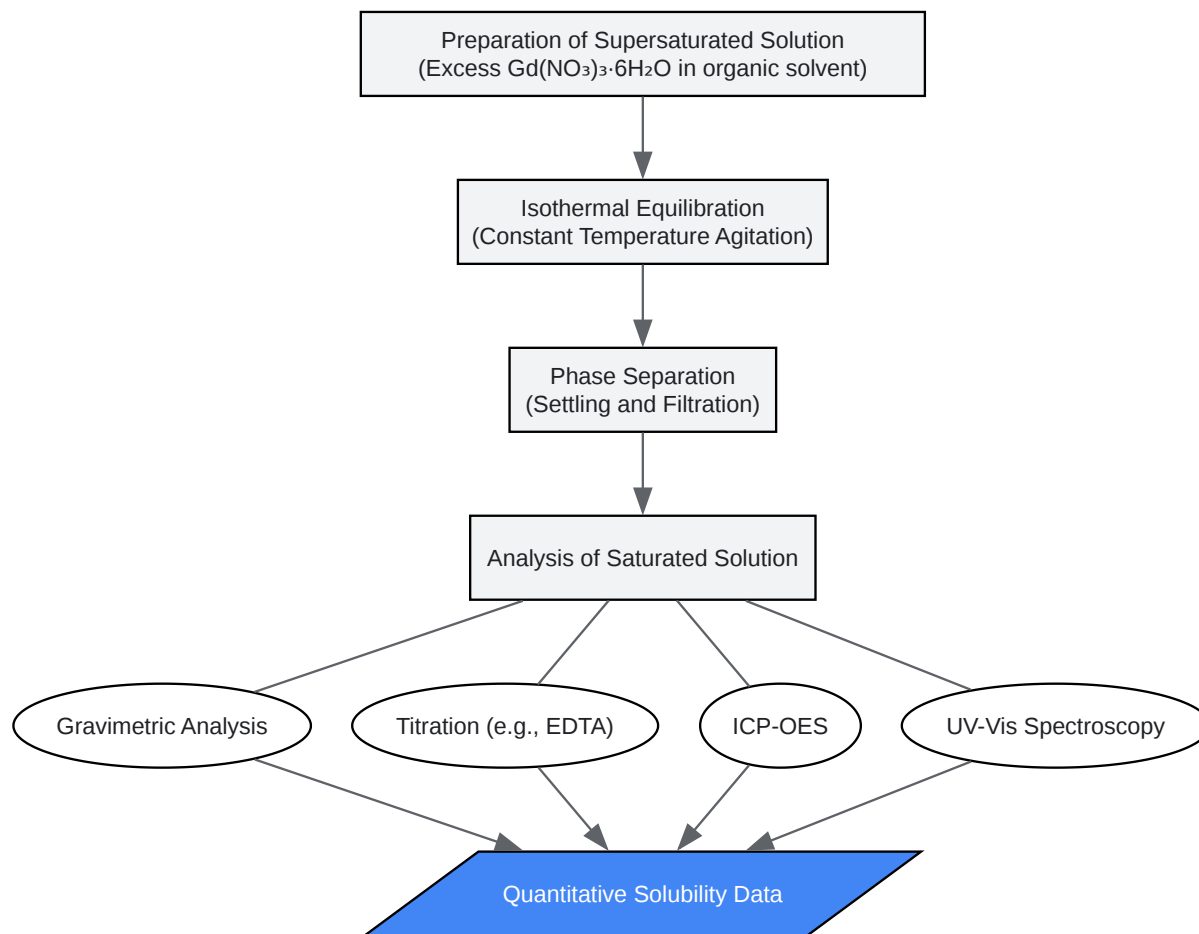 Preparation of Supersaturated Solution
(Excess Gd(NO₃)₃·6H₂O in organic solvent)
Isothermal Equilibration
(Constant Temperature Agitation)
Phase Separation
(Settling and Filtration)
Analysis of Saturated Solution
Gravimetric Analysis
Titration (e.g., EDTA)
ICP-OES
UV-Vis Spectroscopy
Quantitative Solubility Data